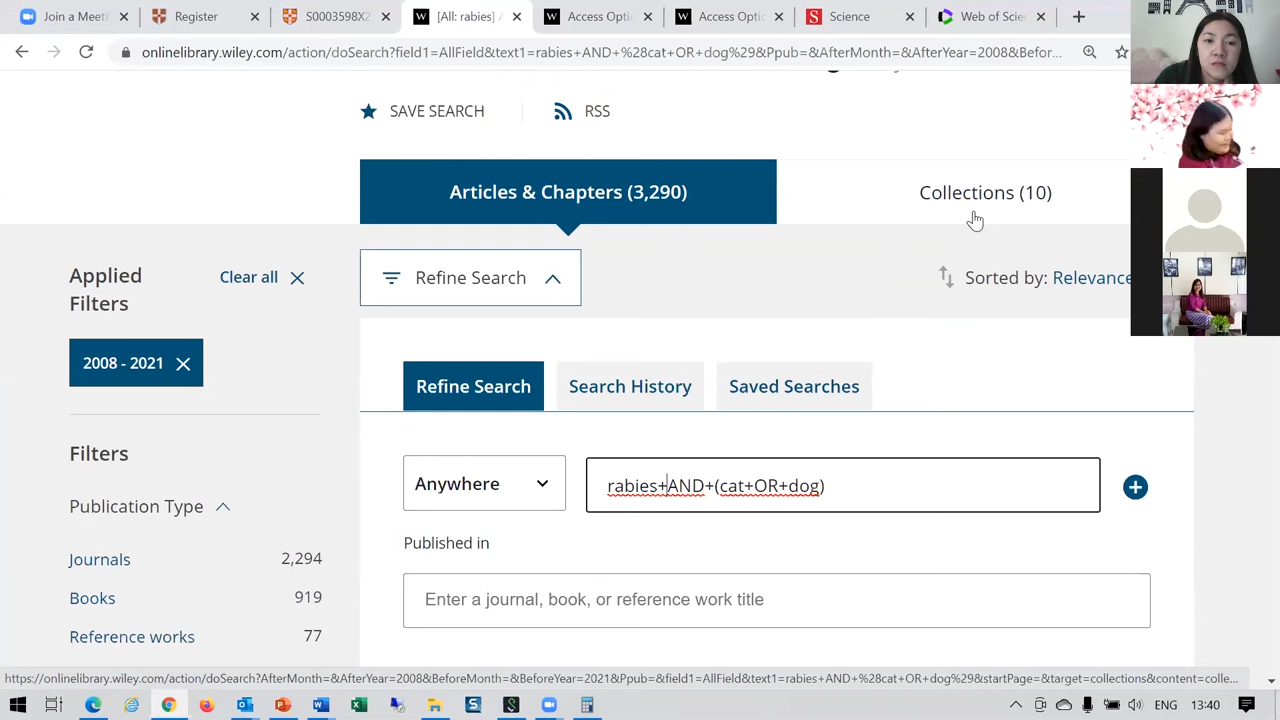 Join a Meeti
Register
S0003598X2
[All: rabies] A
Access Optio
Access Optio
Science
Web of Scien
onlinelibrary.wiley.com/action/doSearch?field1=AllField&text1=rabies+AND+%28cat+OR+dog%29&Ppub=&AfterMonth=&AfterYear=2008&Befor...
SAVE SEARCH
RSS
Articles & Chapters (3,290)
Collections (10)
Applied Filters
Clear all
Refine Search
Sorted by: Relevance
2008 - 2021
Refine Search
Search History
Saved Searches
Filters
Anywhere
rabies+AND+(cat+OR+dog)
Publication Type
Published in
Journals
2,294
Enter a journal, book, or reference work title
Books
919
Reference works
77
https://onlinelibrary.wiley.com/action/doSearch?AfterMonth=&AfterYear=2008&BeforeMonth=&BeforeYear=2021&Ppub=&field1=AllField&text1=rabies+AND+%28cat+OR+dog%29&startPage=&target=collections&content=colle...
ENG
13:40